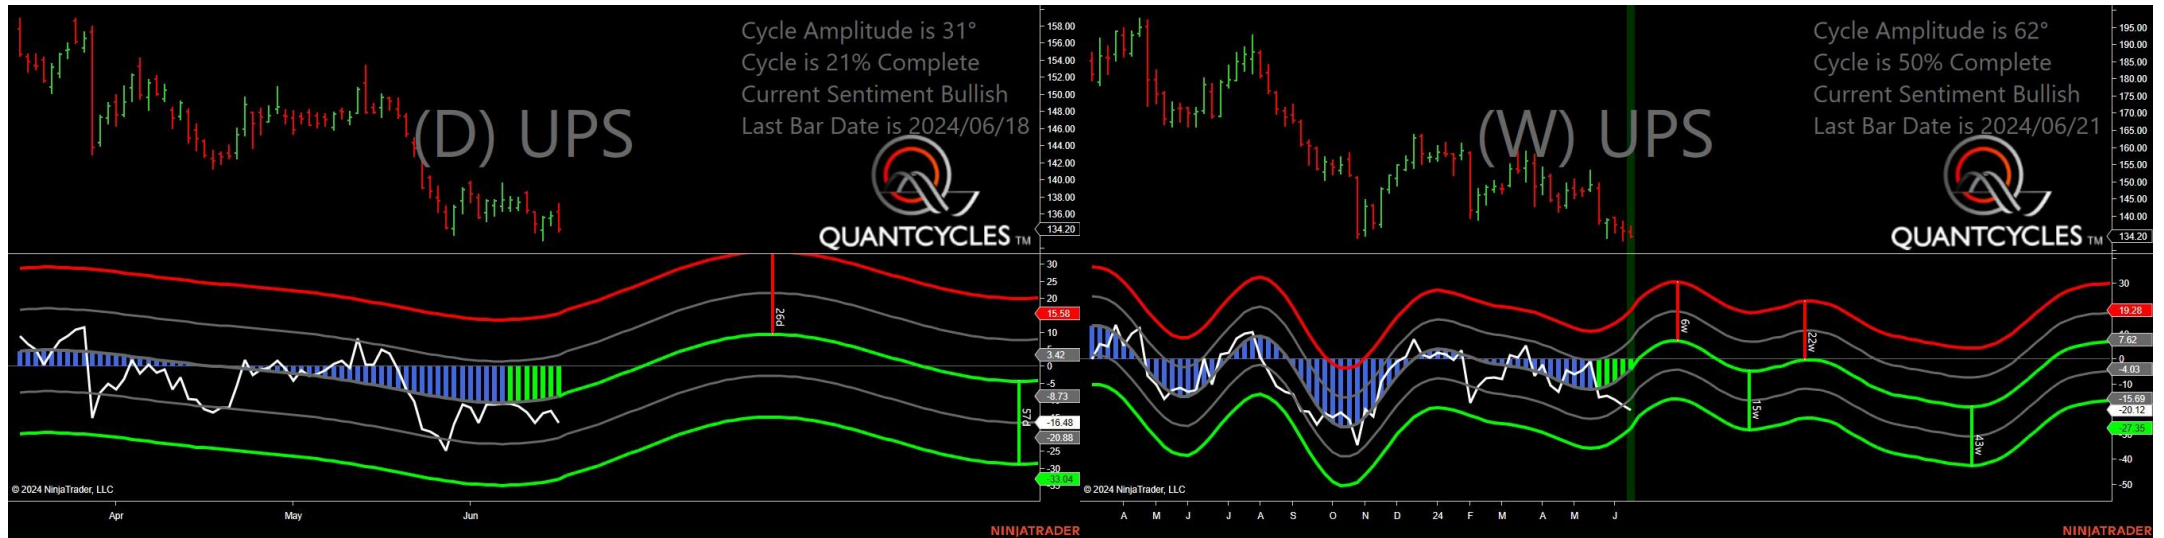 Cycle Amplitude is 31°
Cycle is 21% Complete
Current Sentiment Bullish
Last Bar Date is 2024/06/18
(D) UPS
QUANTCYCLES TM
158.00
156.00
154.00
152.00
150.00
148.00
146.00
144.00
142.00
140.00
138.00
136.00
134.20
30
25
20
15.58
10
5
3.42
0
-5
-8.73
-16.48
-20.88
-25
-30
-33.04
26d
57d
© 2024 NinjaTrader, LLC
Apr May Jun
NINJATRADER
Cycle Amplitude is 62°
Cycle is 50% Complete
Current Sentiment Bullish
Last Bar Date is 2024/06/21
(W) UPS
QUANTCYCLES TM
195.00
190.00
185.00
180.00
175.00
170.00
165.00
160.00
155.00
150.00
145.00
140.00
134.20
30
19.28
7.62
0
-4.03
-10
-15.69
-20.12
-27.35
-40
-50
6w
15w
22w
43w
© 2024 NinjaTrader, LLC
A M J J A S O N D 24 F M A M J
NINJATRADER